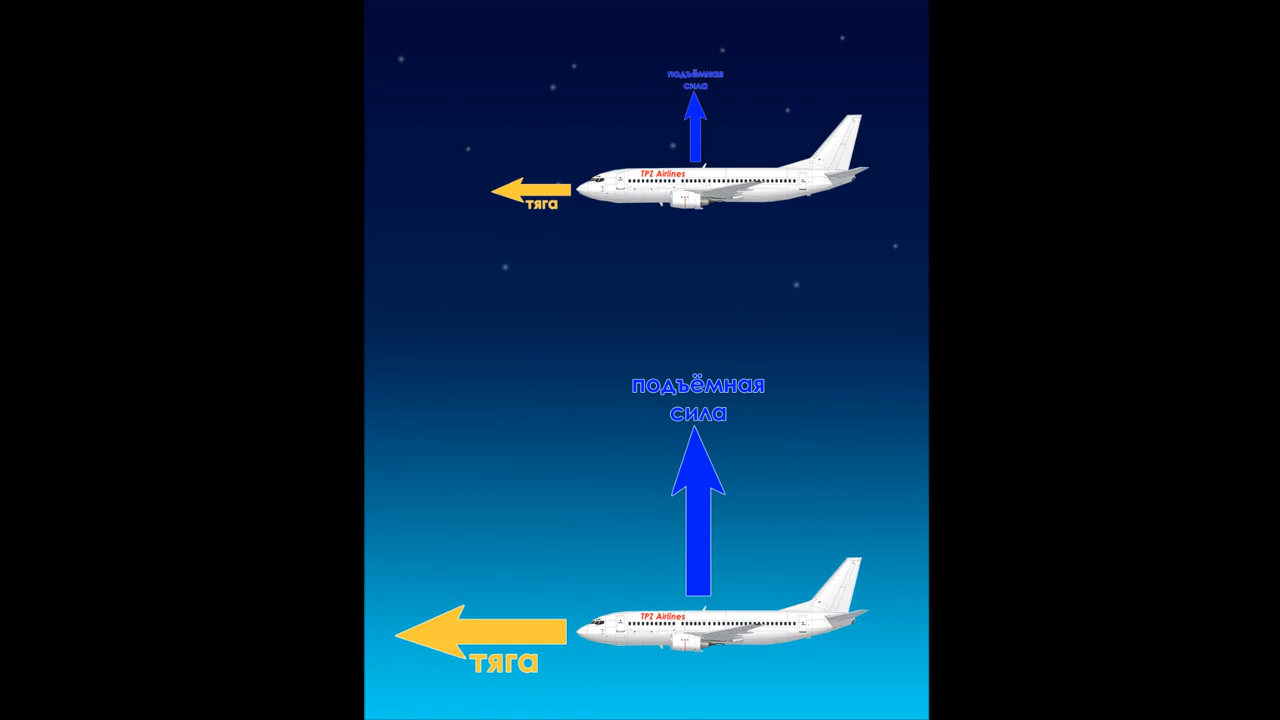 подъёмная
сила
TPZ Airlines
тяга
подъёмная
сила
TPZ Airlines
тяга